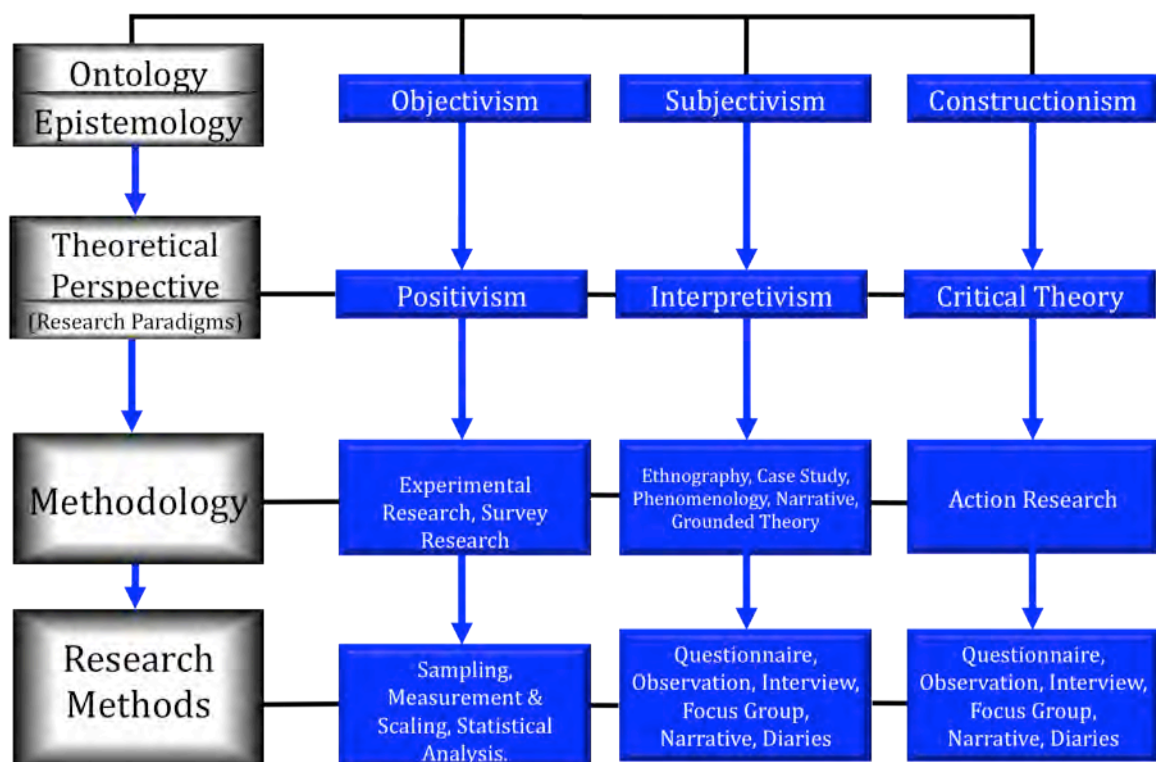 Ontology
Epistemology
Objectivism
Subjectivism
Constructionism
Theoretical
Perspective
(Research Paradigms)
Positivism
Interpretivism
Critical Theory
Methodology
Experimental
Research, Survey
Research
Ethnography, Case Study,
Phenomenology, Narrative,
Grounded Theory
Action Research
Research
Methods
Sampling,
Measurement &
Scaling, Statistical
Analysis.
Questionnaire,
Observation, Interview,
Focus Group,
Narrative, Diaries
Questionnaire,
Observation, Interview,
Focus Group,
Narrative, Diaries